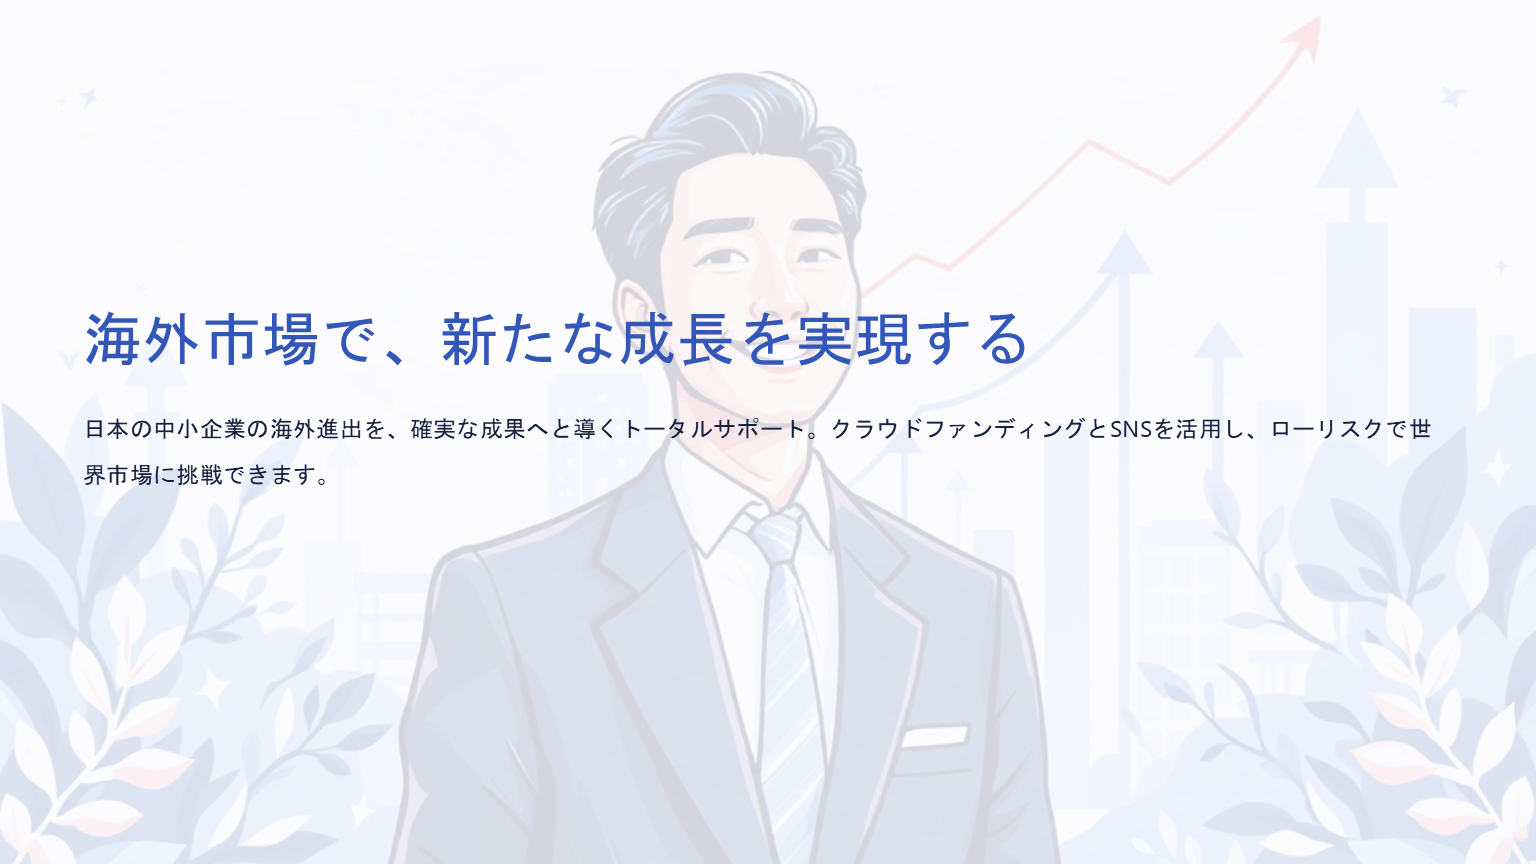 海外市場で、新たな成長を実現する
日本の中小企業の海外進出を、確実な成果へと導くトータルサポート。クラウドファンディングとSNSを活用し、ローリスクで世
界市場に挑戦できます。